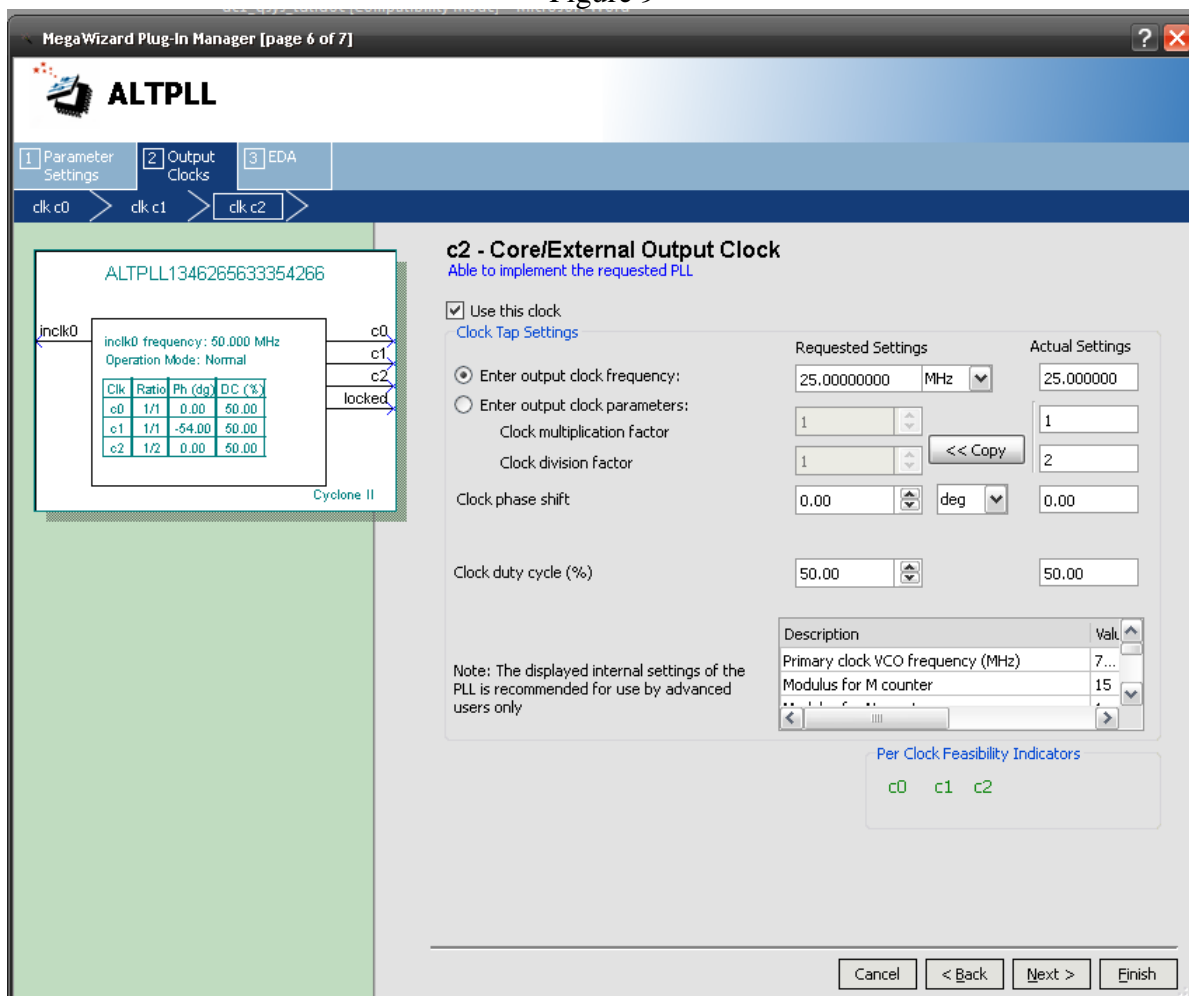 Figure 9
MegaWizard Plug-In Manager [page 6 of 7]
ALTPLL
1 Parameter Settings
2 Output Clocks
3 EDA
clk c0
clk c1
clk c2
ALTPLL1346265633354266
inclk0
inclk0 frequency: 50.000 MHz
Operation Mode: Normal
Clk Ratio Ph (dg) DC (%)
c0 1/1 0.00 50.00
c1 1/1 -54.00 50.00
c2 1/2 0.00 50.00
c0
c1
c2
locked
Cyclone II
c2 - Core/External Output Clock
Able to implement the requested PLL
Use this clock
Clock Tap Settings
Requested Settings Actual Settings
Enter output clock frequency: 25.00000000 MHz 25.000000
Enter output clock parameters:
Clock multiplication factor 1 1
<< Copy
Clock division factor 1 2
Clock phase shift 0.00 deg 0.00
Clock duty cycle (%) 50.00 50.00
Description Valu
Primary clock VCO frequency (MHz) 7...
Modulus for M counter 15
Note: The displayed internal settings of the
PLL is recommended for use by advanced
users only
Per Clock Feasibility Indicators
c0 c1 c2
Cancel < Back Next > Finish